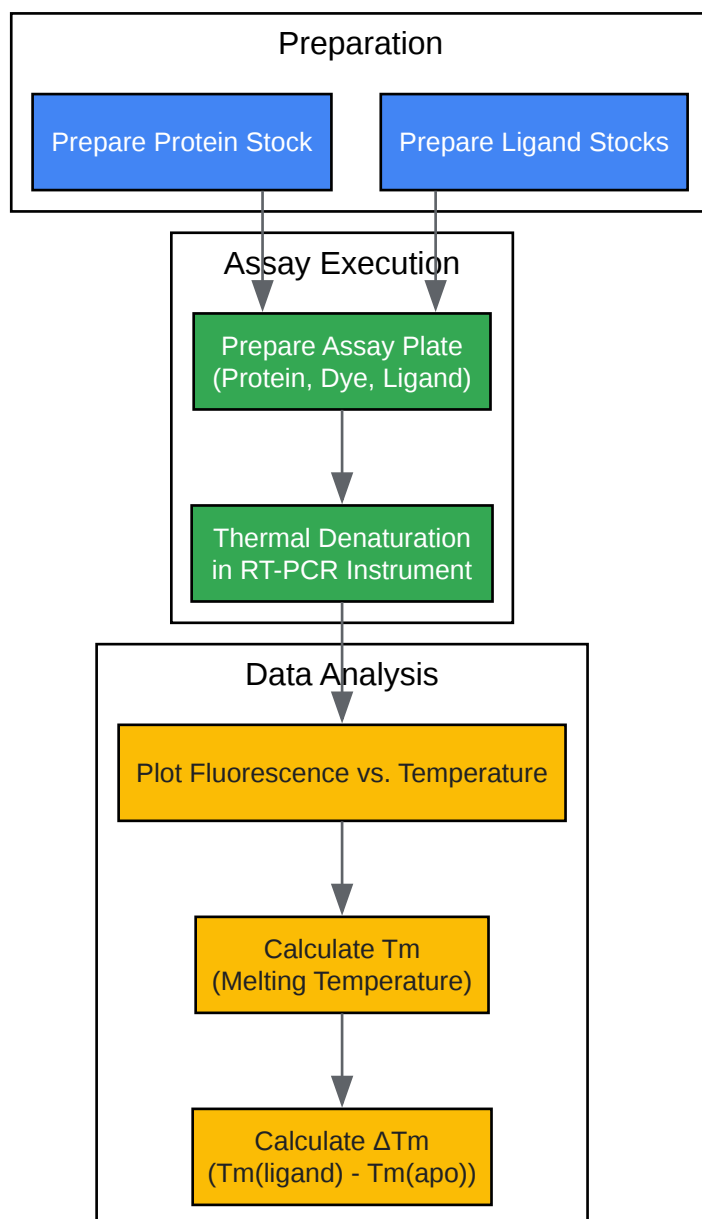 Preparation
Prepare Protein Stock
Prepare Ligand Stocks
Assay Execution
Prepare Assay Plate
(Protein, Dye, Ligand)
Thermal Denaturation
in RT-PCR Instrument
Data Analysis
Plot Fluorescence vs. Temperature
Calculate Tm
(Melting Temperature)
Calculate ΔTm
(Tm(ligand) - Tm(apo))